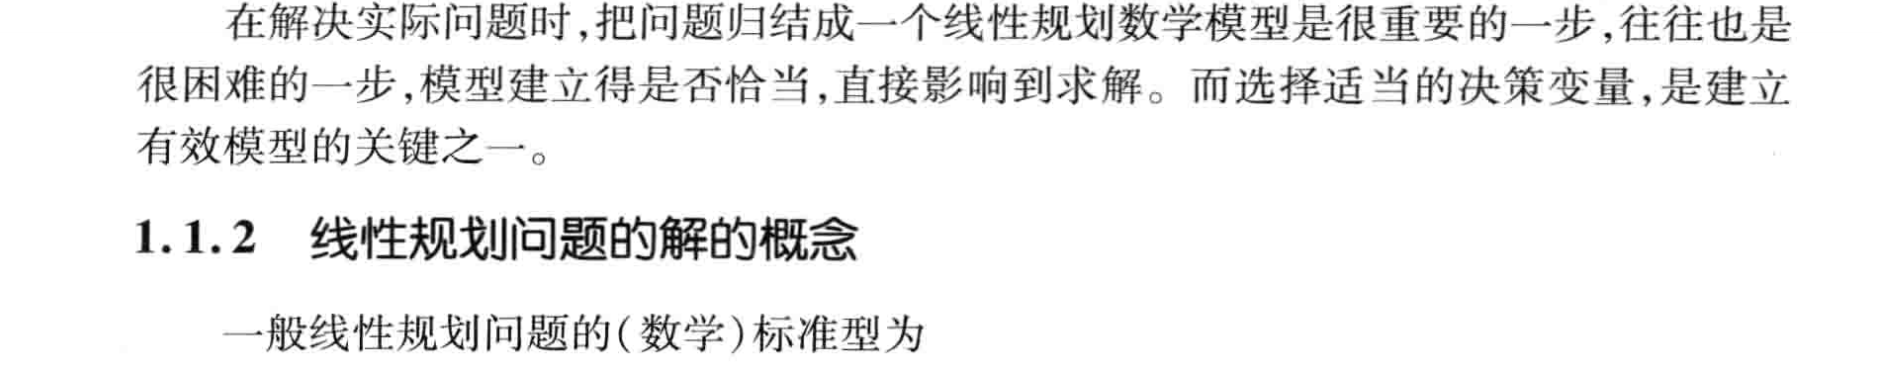 在解决实际问题时,把问题归结成一个线性规划数学模型是很重要的一步,往往也是
很困难的一步,模型建立得是否恰当,直接影响到求解。而选择适当的决策变量,是建立
有效模型的关键之一。
1.1.2 线性规划问题的解的概念
一般线性规划问题的(数学)标准型为